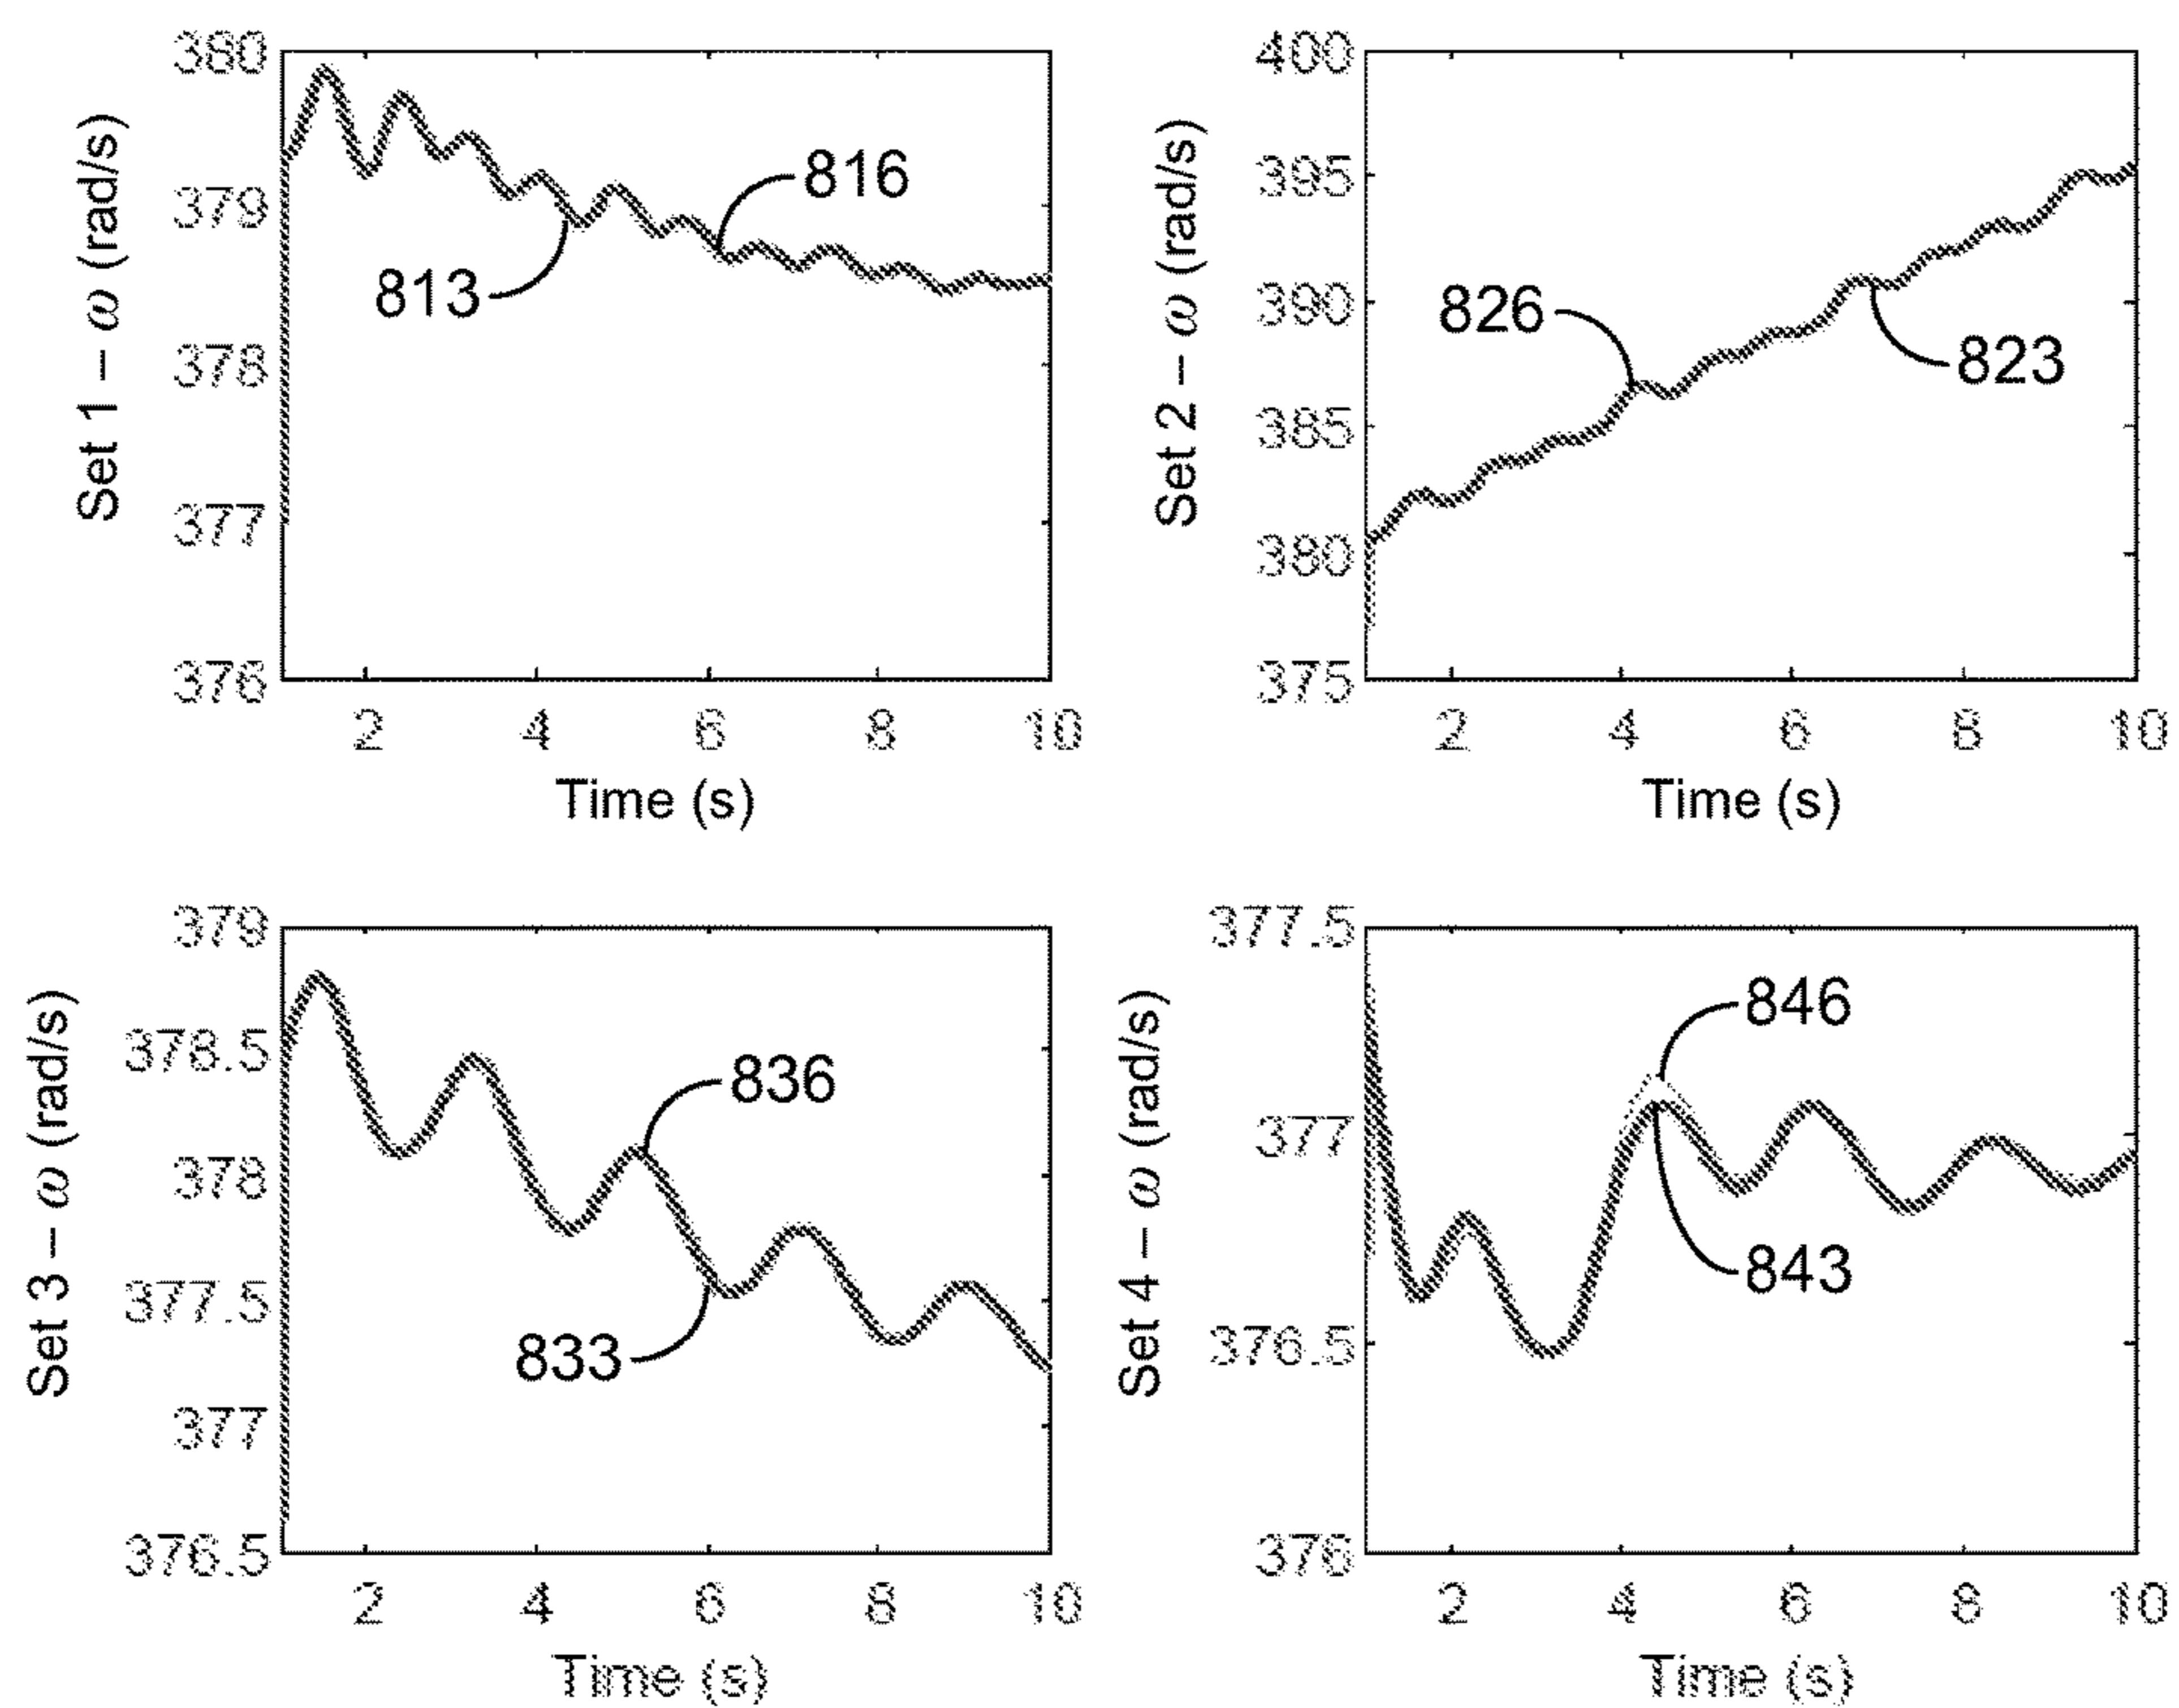 380
379
378
377
376
Set 1 – ω (rad/s)
813
816
2 4 6 8 10
Time (s)
400
395
390
385
380
375
Set 2 – ω (rad/s)
826
823
2 4 6 8 10
Time (s)
379
378.5
378
377.5
377
376.5
Set 3 – ω (rad/s)
836
833
2 4 6 8 10
Time (s)
377.5
377
376.5
376
Set 4 – ω (rad/s)
846
843
2 4 6 8 10
Time (s)